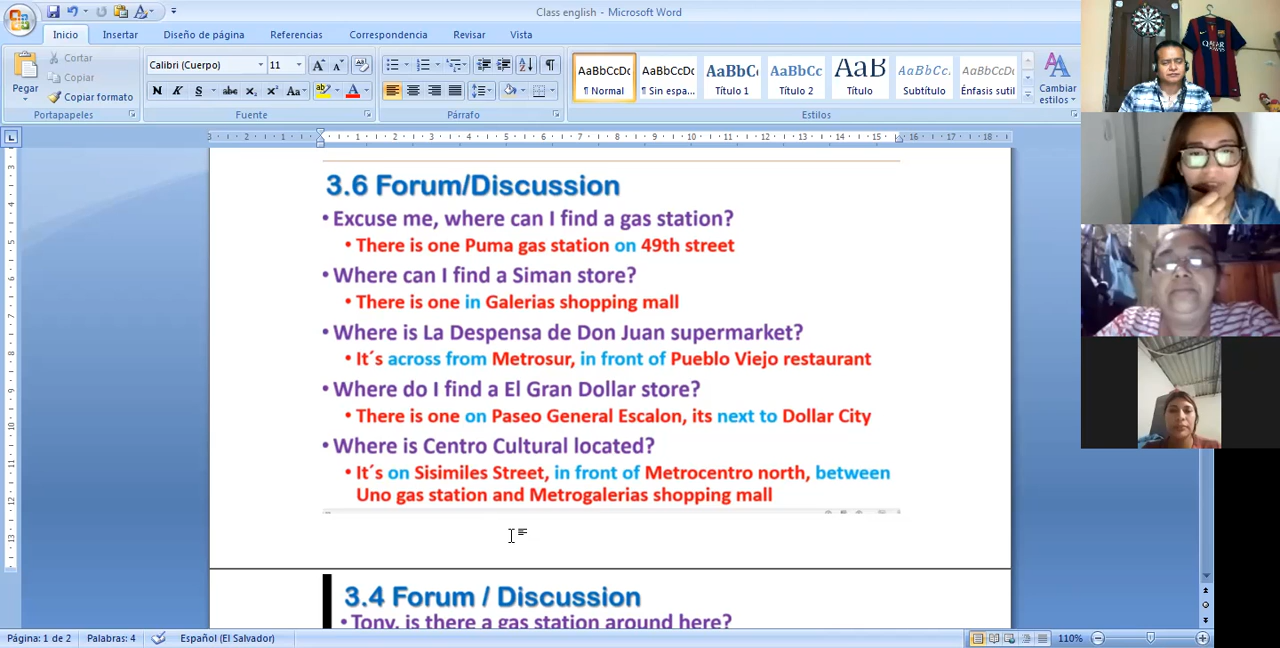 Class english - Microsoft Word
Inicio Insertar Diseño de página Referencias Correspondencia Revisar Vista
Pegar
Cortar
Copiar
Copiar formato
Portapapeles
Calibri (Cuerpo) 11
Fuente
Párrafo
AaBbCcDc AaBbCcDc AaBbC AaBbCc AaB AaBbCc. AaBbCcDc
¶ Normal ¶ Sin espa... Título 1 Título 2 Título Subtítulo Énfasis sutil
Cambiar estilos
Estilos
3.6 Forum/Discussion
• Excuse me, where can I find a gas station?
• There is one Puma gas station on 49th street
• Where can I find a Siman store?
• There is one in Galerias shopping mall
• Where is La Despensa de Don Juan supermarket?
• It´s across from Metrosur, in front of Pueblo Viejo restaurant
• Where do I find a El Gran Dollar store?
• There is one on Paseo General Escalon, its next to Dollar City
• Where is Centro Cultural located?
• It´s on Sisimiles Street, in front of Metrocentro north, between
Uno gas station and Metrogalerias shopping mall
3.4 Forum / Discussion
• Tony, is there a gas station around here?
Página: 1 de 2 Palabras: 4 Español (El Salvador) 110%